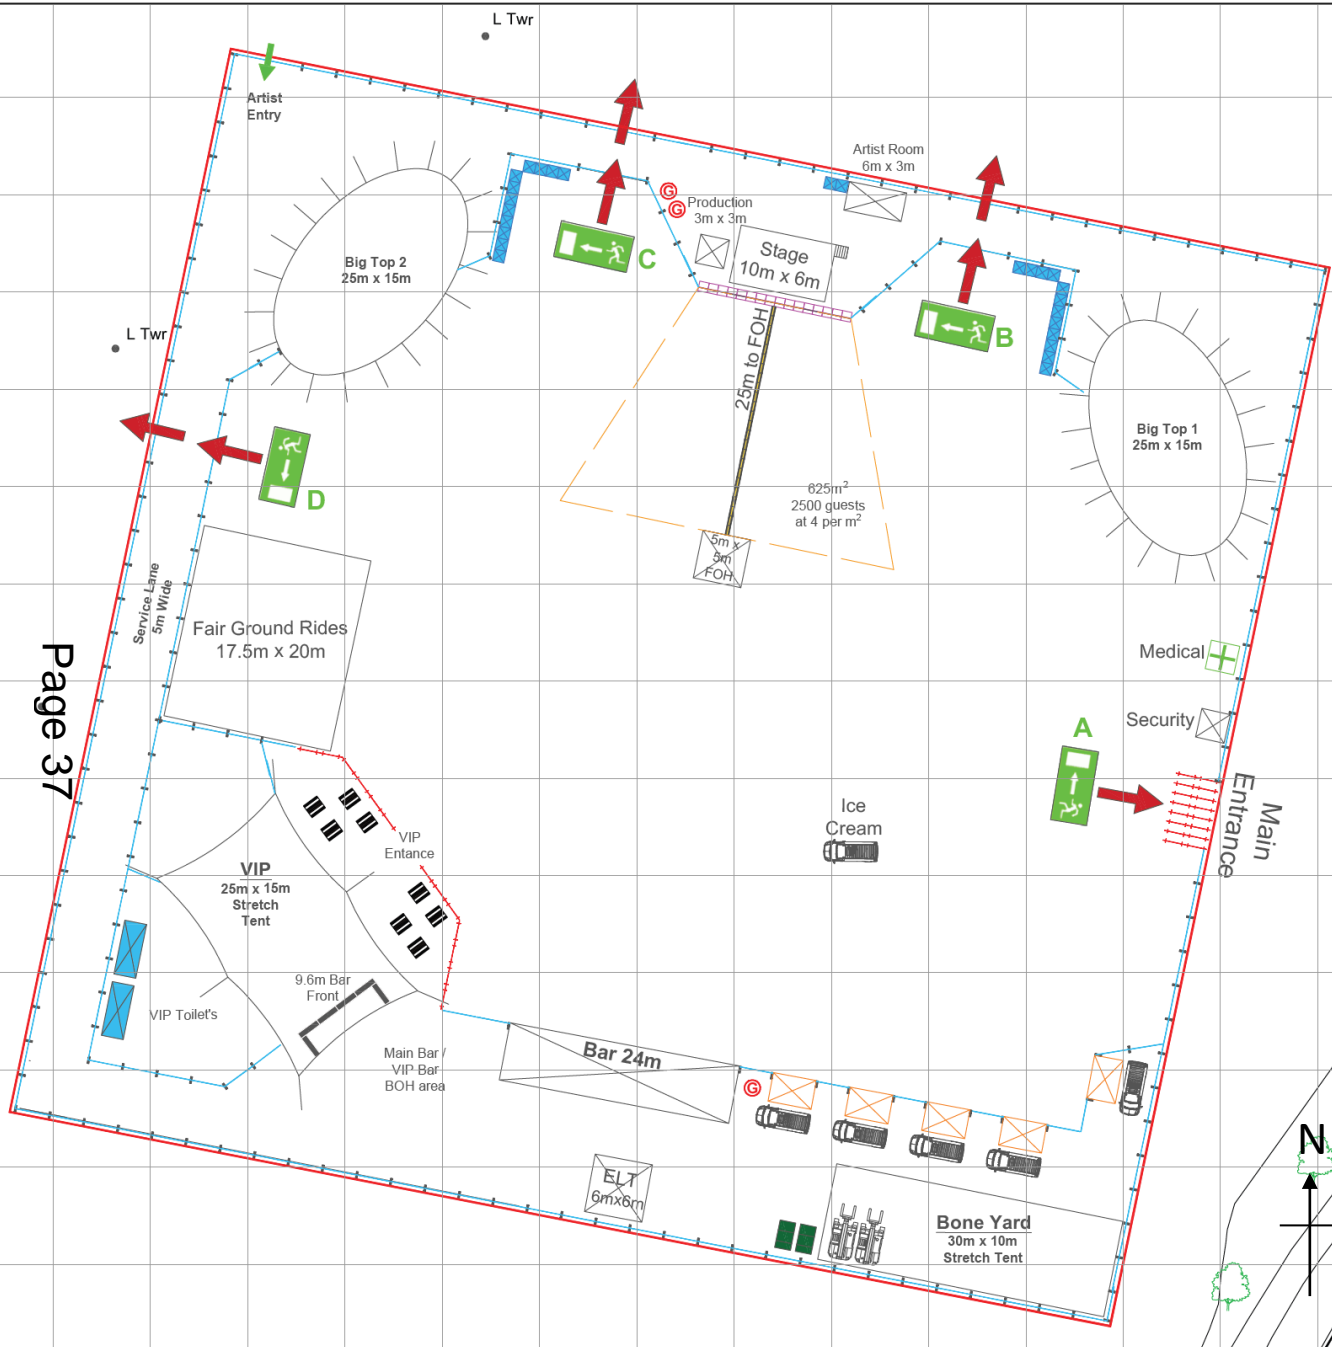 L Twr
Artist
Entry
Artist Room
6m x 3m
G
G
Production
3m x 3m
Stage
10m x 6m
C
Big Top 2
25m x 15m
L Twr
B
25m to FOH
Big Top 1
25m x 15m
D
625m²
2500 guests
at 4 per m²
5m x
5m
FOH
Service Lane
5m Wide
Fair Ground Rides
17.5m x 20m
Page 37
Medical
Security
A
Main
Entrance
Ice
Cream
VIP
Entance
VIP
25m x 15m
Stretch
Tent
9.6m Bar
Front
VIP Toilet's
Main Bar /
VIP Bar
BOH area
Bar 24m
G
ELT
6mx6m
Bone Yard
30m x 10m
Stretch Tent
N